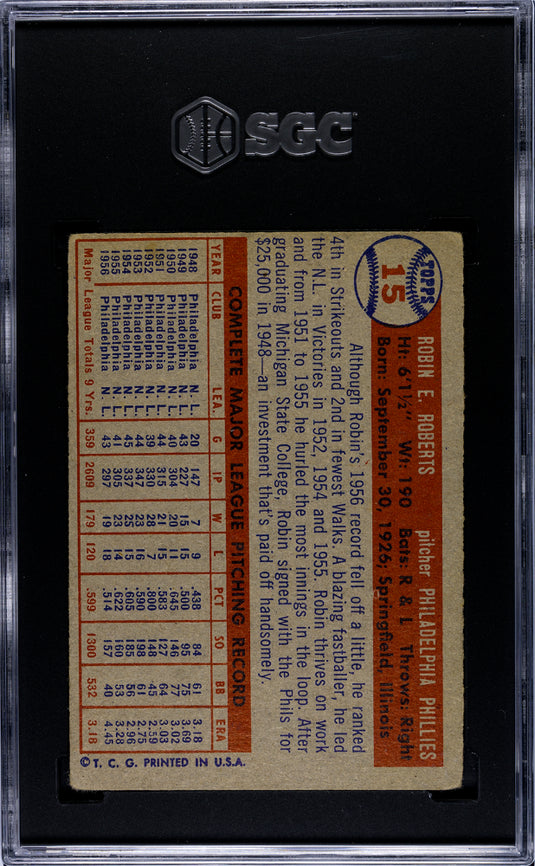 SGC
TOPPS
15
ROBIN E. ROBERTS pitcher PHILADELPHIA PHILLIES
Ht: 6'1½" Wt: 190 Bats: R & L Throws: Right
Born: September 30, 1926; Springfield, Illinois
Although Robin's 1956 record fell off a little, he ranked
4th in Strikeouts and 2nd in fewest Walks. A blazing fastballer, he led
the N.L. in Victories in 1952, 1954 and 1955. Robin thrives on work
and from 1951 to 1955 he hurled the most innings in the loop. After
graduating Michigan State College, Robin signed with the Phils for
$25,000 in 1948—an investment that's paid off handsomely.
COMPLETE MAJOR LEAGUE PITCHING RECORD
YEAR CLUB LEA. G IP W L PCT SO BB ERA
1948 Philadelphia N. L. 20 147 7 9 .438 84 61 3.18
1949 Philadelphia N. L. 43 227 15 15 .500 95 75 3.69
1950 Philadelphia N. L. 40 304 20 11 .645 146 77 3.02
1951 Philadelphia N. L. 44 315 21 15 .583 127 64 3.03
1952 Philadelphia N. L. 39 330 28 7 .800 148 45 2.59
1953 Philadelphia N. L. 44 347 23 16 .590 198 61 2.75
1954 Philadelphia N. L. 45 337 23 15 .605 185 56 2.96
1955 Philadelphia N. L. 41 305 23 14 .622 160 53 3.28
1956 Philadelphia N. L. 43 297 19 18 .514 157 40 4.45
Major League Totals 9 Yrs. 359 2609 179 120 .599 1300 532 3.18
© T. C. G. PRINTED IN U.S.A.